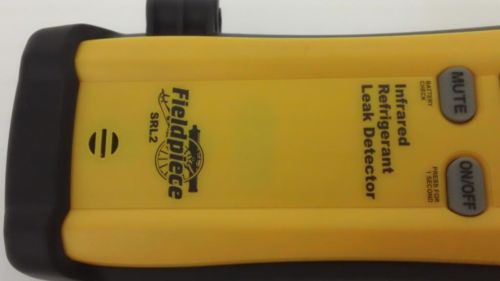 Fieldpiece
SRL2
Infrared
Refrigerant
Leak Detector
BATTERY
CHECK
MUTE
PRESS FOR
1 SECOND
ON/OFF